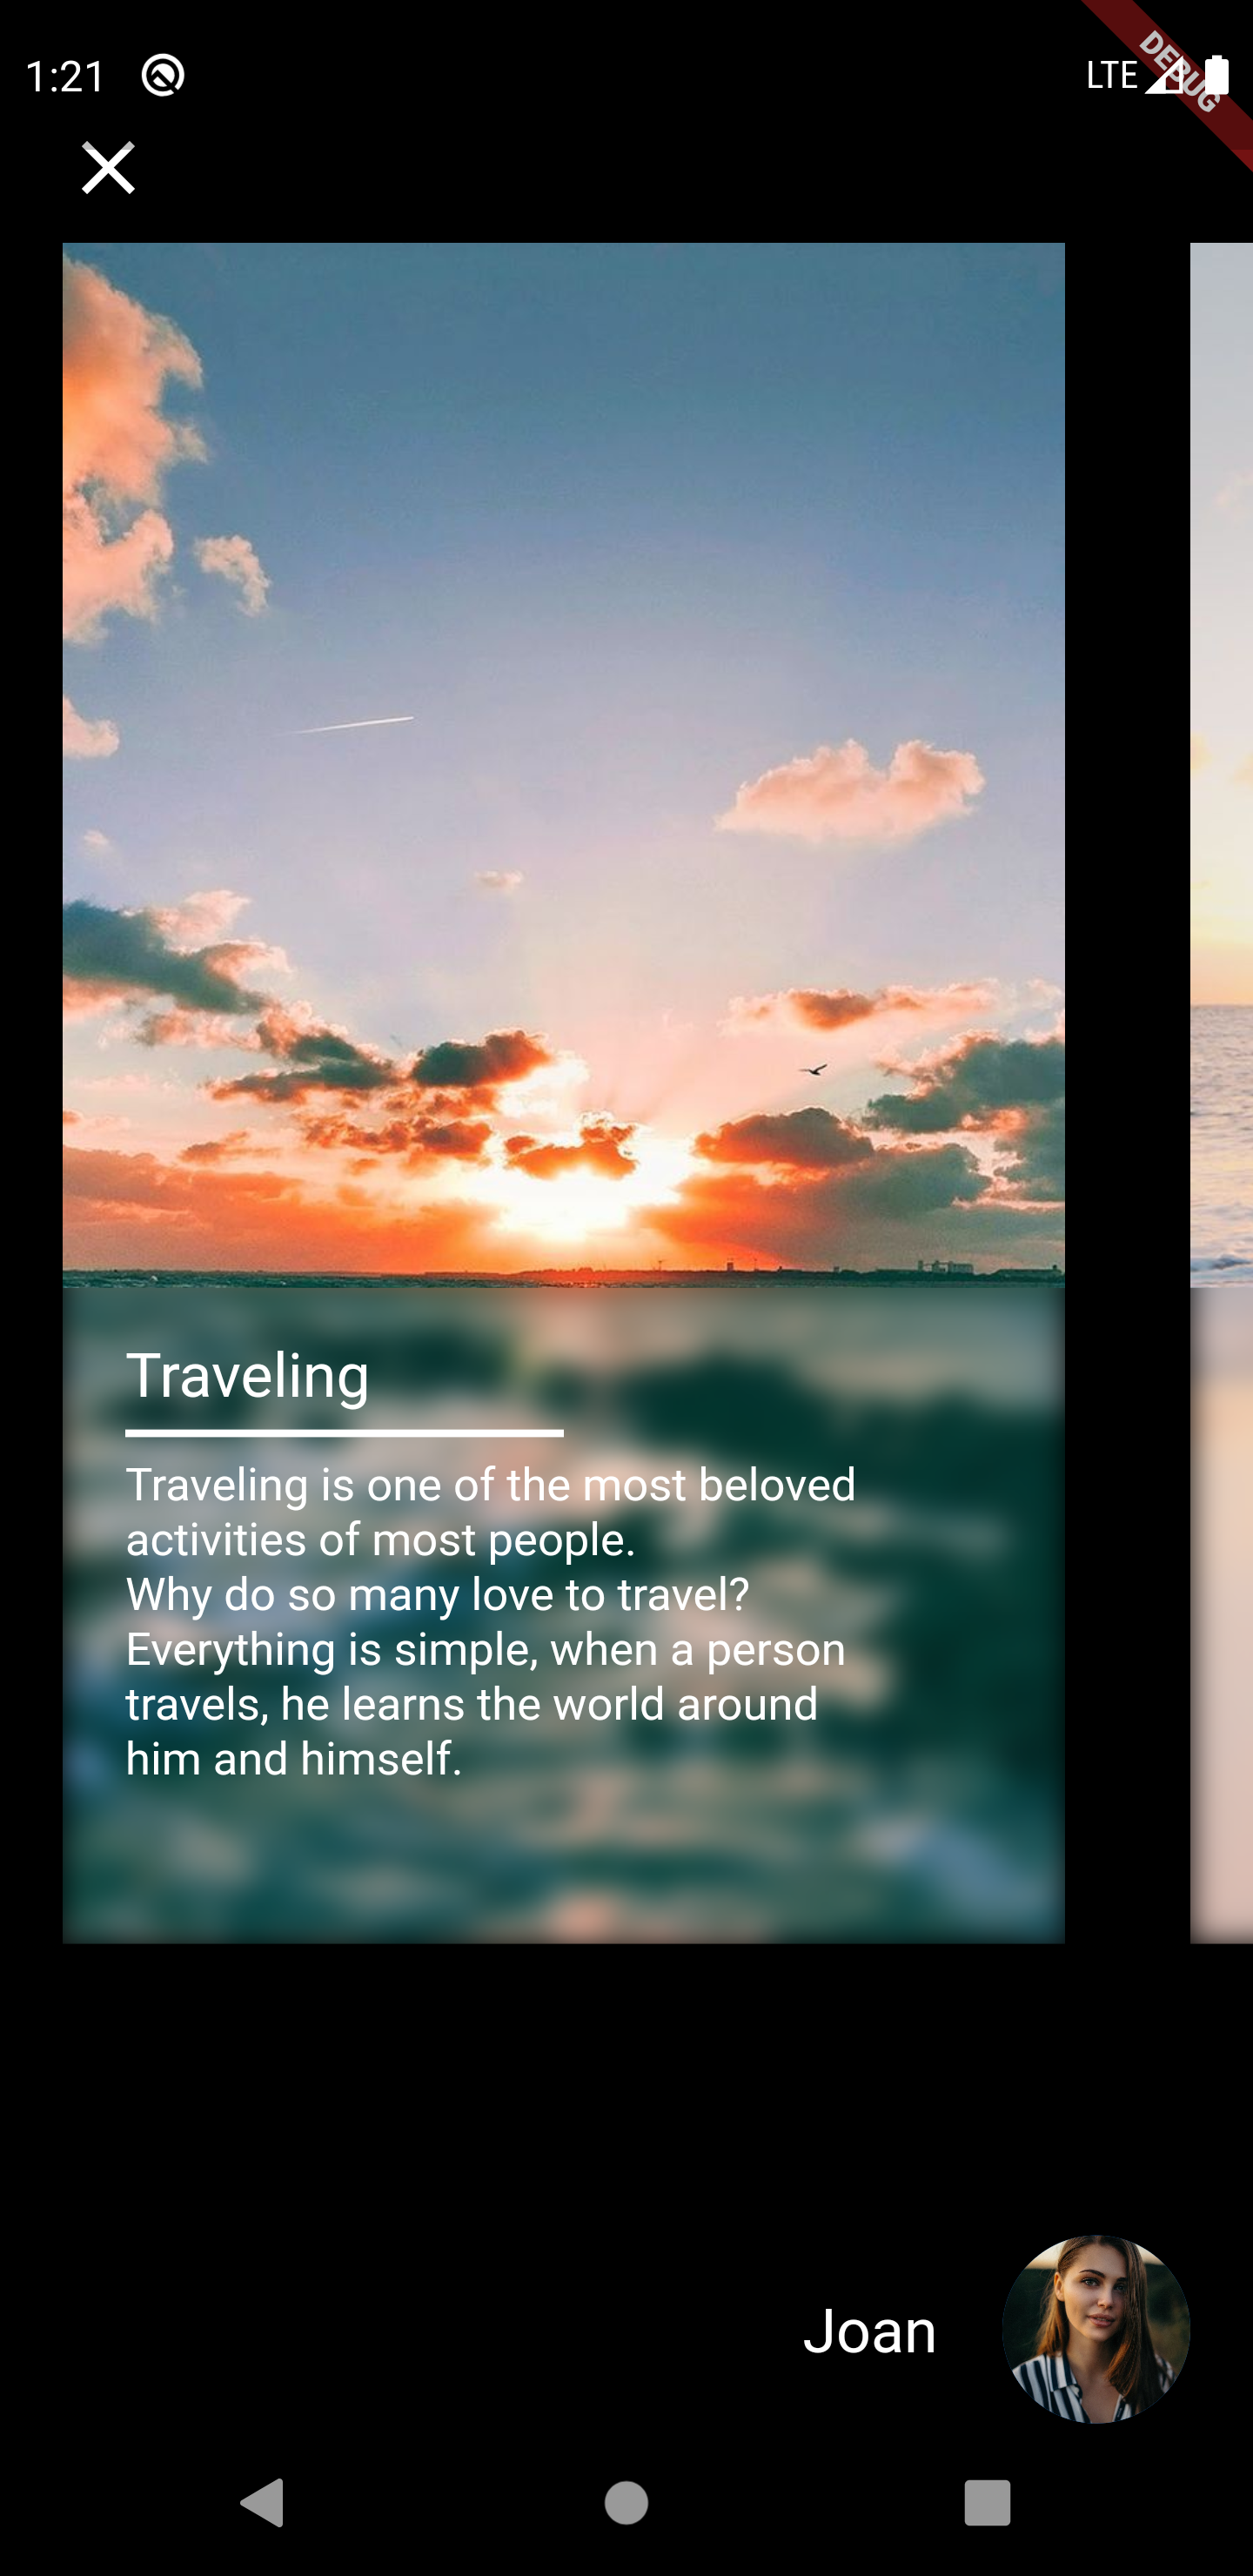 1:21
LTE
DEBUG
Traveling
Traveling is one of the most beloved
activities of most people.
Why do so many love to travel?
Everything is simple, when a person
travels, he learns the world around
him and himself.
Joan